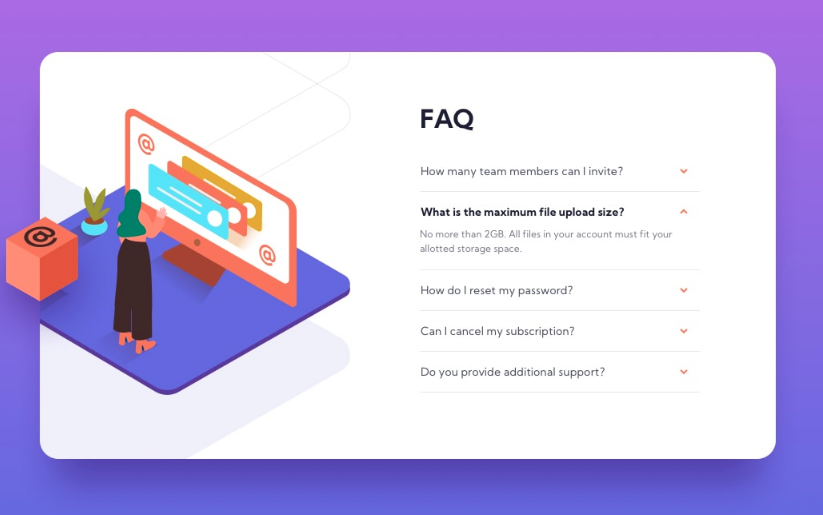 FAQ
How many team members can I invite?
What is the maximum file upload size?
No more than 2GB. All files in your account must fit your
allotted storage space.
How do I reset my password?
Can I cancel my subscription?
Do you provide additional support?
@
@
@